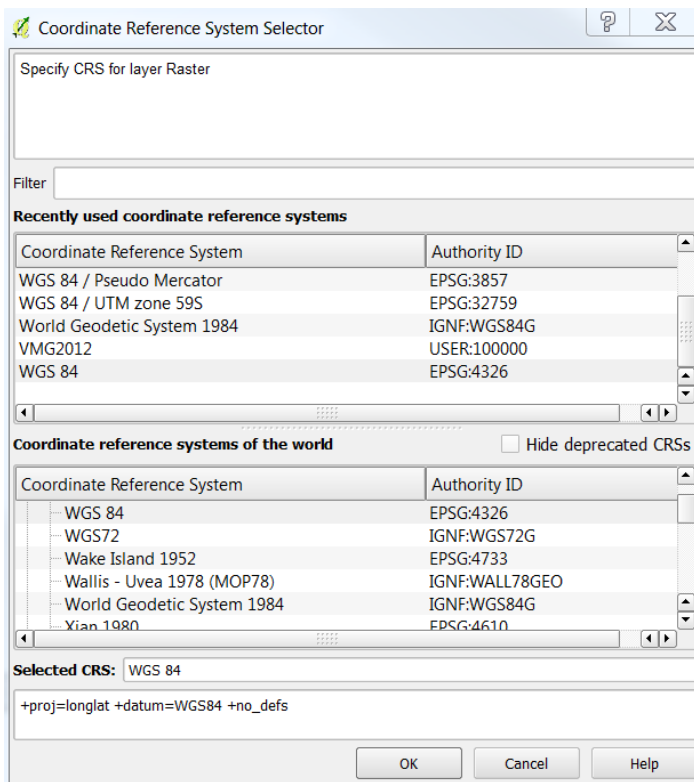 Coordinate Reference System Selector
Specify CRS for layer Raster
Filter
Recently used coordinate reference systems
Coordinate Reference System Authority ID
WGS 84 / Pseudo Mercator EPSG:3857
WGS 84 / UTM zone 59S EPSG:32759
World Geodetic System 1984 IGNF:WGS84G
VMG2012 USER:100000
WGS 84 EPSG:4326
Coordinate reference systems of the world Hide deprecated CRSs
Coordinate Reference System Authority ID
WGS 84 EPSG:4326
WGS72 IGNF:WGS72G
Wake Island 1952 EPSG:4733
Wallis - Uvea 1978 (MOP78) IGNF:WALL78GEO
World Geodetic System 1984 IGNF:WGS84G
Xian 1980 EPSG:4610
Selected CRS: WGS 84
+proj=longlat +datum=WGS84 +no_defs
OK Cancel Help